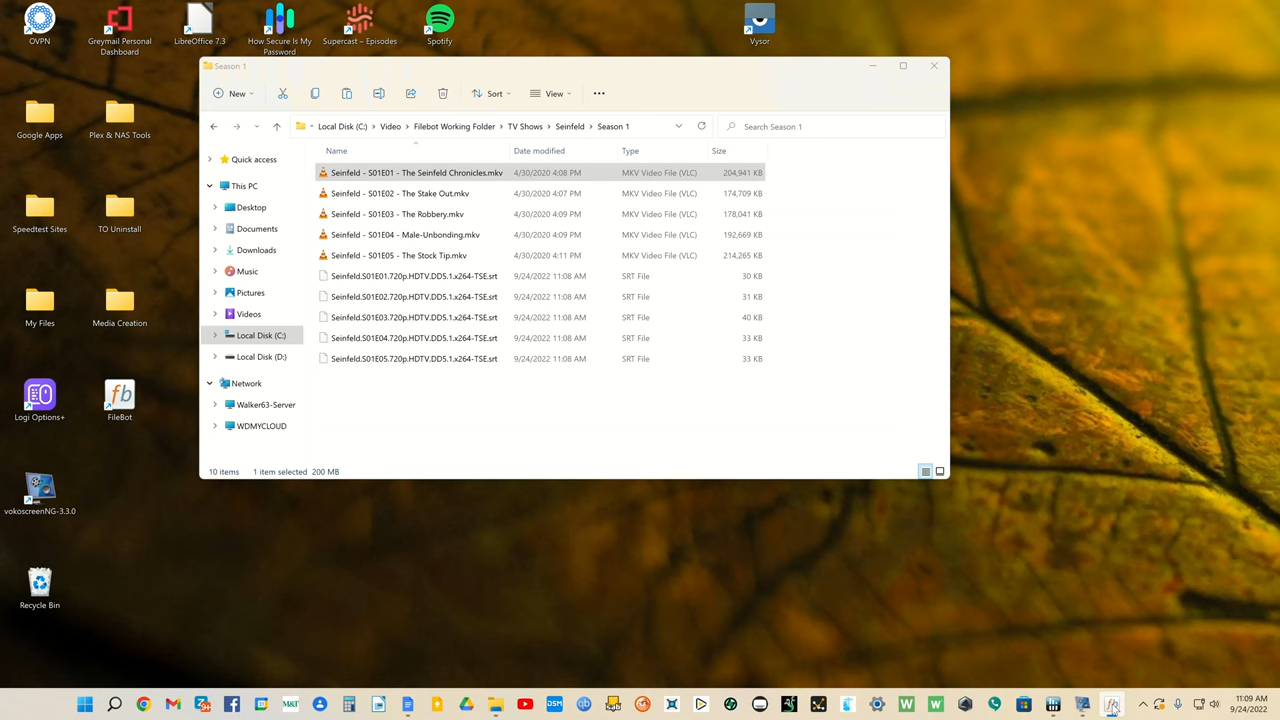 OVPN
Greymail Personal
Dashboard
LibreOffice 7.3
How Secure Is My
Password
Supercast – Episodes
Spotify
Vysor
Google Apps
Plex & NAS Tools
Speedtest Sites
TO Uninstall
My Files
Media Creation
Logi Options+
fb
FileBot
vokoscreenNG-3.3.0
Recycle Bin
Season 1
New
Sort
View
Local Disk (C:) > Video > Filebot Working Folder > TV Shows > Seinfeld > Season 1
Search Season 1
Quick access
This PC
Desktop
Documents
Downloads
Music
Pictures
Videos
Local Disk (C:)
Local Disk (D:)
Network
Walker63-Server
WDMYCLOUD
Name Date modified Type Size
Seinfeld - S01E01 - The Seinfeld Chronicles.mkv 4/30/2020 4:08 PM MKV Video File (VLC) 204,941 KB
Seinfeld - S01E02 - The Stake Out.mkv 4/30/2020 4:07 PM MKV Video File (VLC) 174,709 KB
Seinfeld - S01E03 - The Robbery.mkv 4/30/2020 4:09 PM MKV Video File (VLC) 178,041 KB
Seinfeld - S01E04 - Male-Unbonding.mkv 4/30/2020 4:09 PM MKV Video File (VLC) 192,669 KB
Seinfeld - S01E05 - The Stock Tip.mkv 4/30/2020 4:11 PM MKV Video File (VLC) 214,265 KB
Seinfeld.S01E01.720p.HDTV.DD5.1.x264-TSE.srt 9/24/2022 11:08 AM SRT File 30 KB
Seinfeld.S01E02.720p.HDTV.DD5.1.x264-TSE.srt 9/24/2022 11:08 AM SRT File 31 KB
Seinfeld.S01E03.720p.HDTV.DD5.1.x264-TSE.srt 9/24/2022 11:08 AM SRT File 40 KB
Seinfeld.S01E04.720p.HDTV.DD5.1.x264-TSE.srt 9/24/2022 11:08 AM SRT File 33 KB
Seinfeld.S01E05.720p.HDTV.DD5.1.x264-TSE.srt 9/24/2022 11:08 AM SRT File 33 KB
10 items 1 item selected 200 MB
M&T DSM qb W W fb
11:09 AM
9/24/2022